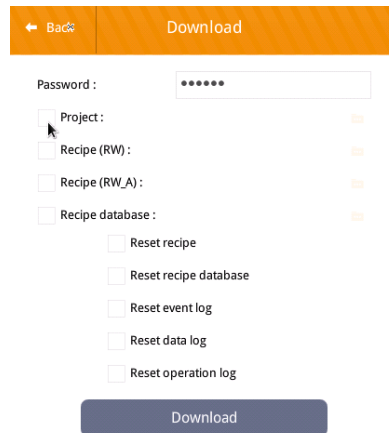 Back
Download
Password : ••••••
Project :
Recipe (RW) :
Recipe (RW_A) :
Recipe database :
Reset recipe
Reset recipe database
Reset event log
Reset data log
Reset operation log
Download